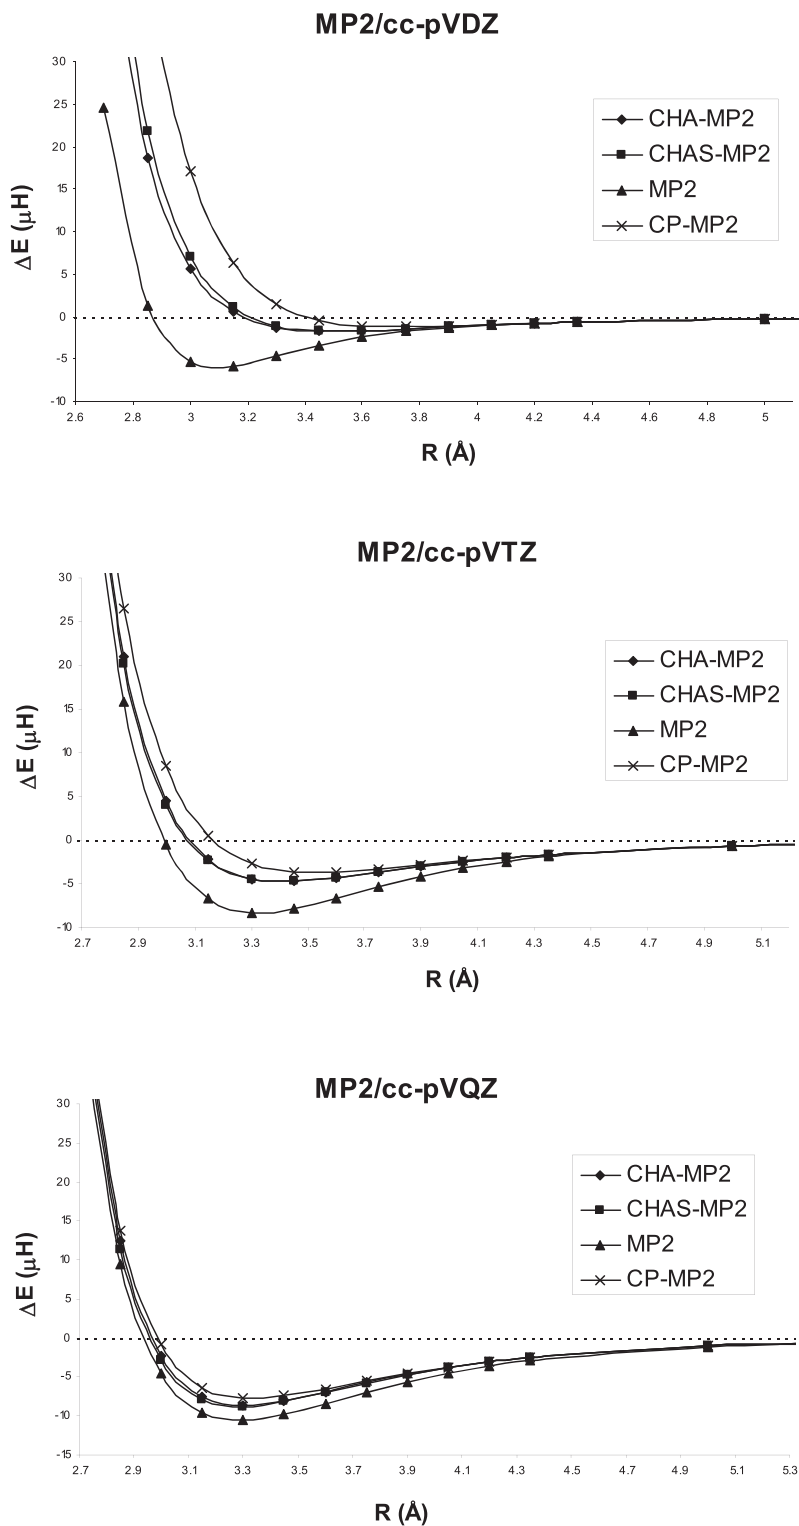 MP2/cc-pVDZ
30
25
20
15
10
5
0
-5
-10
ΔE (μH)
CHA-MP2
CHAS-MP2
MP2
CP-MP2
2.6 2.8 3 3.2 3.4 3.6 3.8 4 4.2 4.4 4.6 4.8 5
R (Å)
MP2/cc-pVTZ
30
25
20
15
10
5
0
-5
-10
ΔE (μH)
CHA-MP2
CHAS-MP2
MP2
CP-MP2
2.7 2.9 3.1 3.3 3.5 3.7 3.9 4.1 4.3 4.5 4.7 4.9 5.1
R (Å)
MP2/cc-pVQZ
30
25
20
15
10
5
0
-5
-10
-15
ΔE (μH)
CHA-MP2
CHAS-MP2
MP2
CP-MP2
2.7 2.9 3.1 3.3 3.5 3.7 3.9 4.1 4.3 4.5 4.7 4.9 5.1 5.3
R (Å)